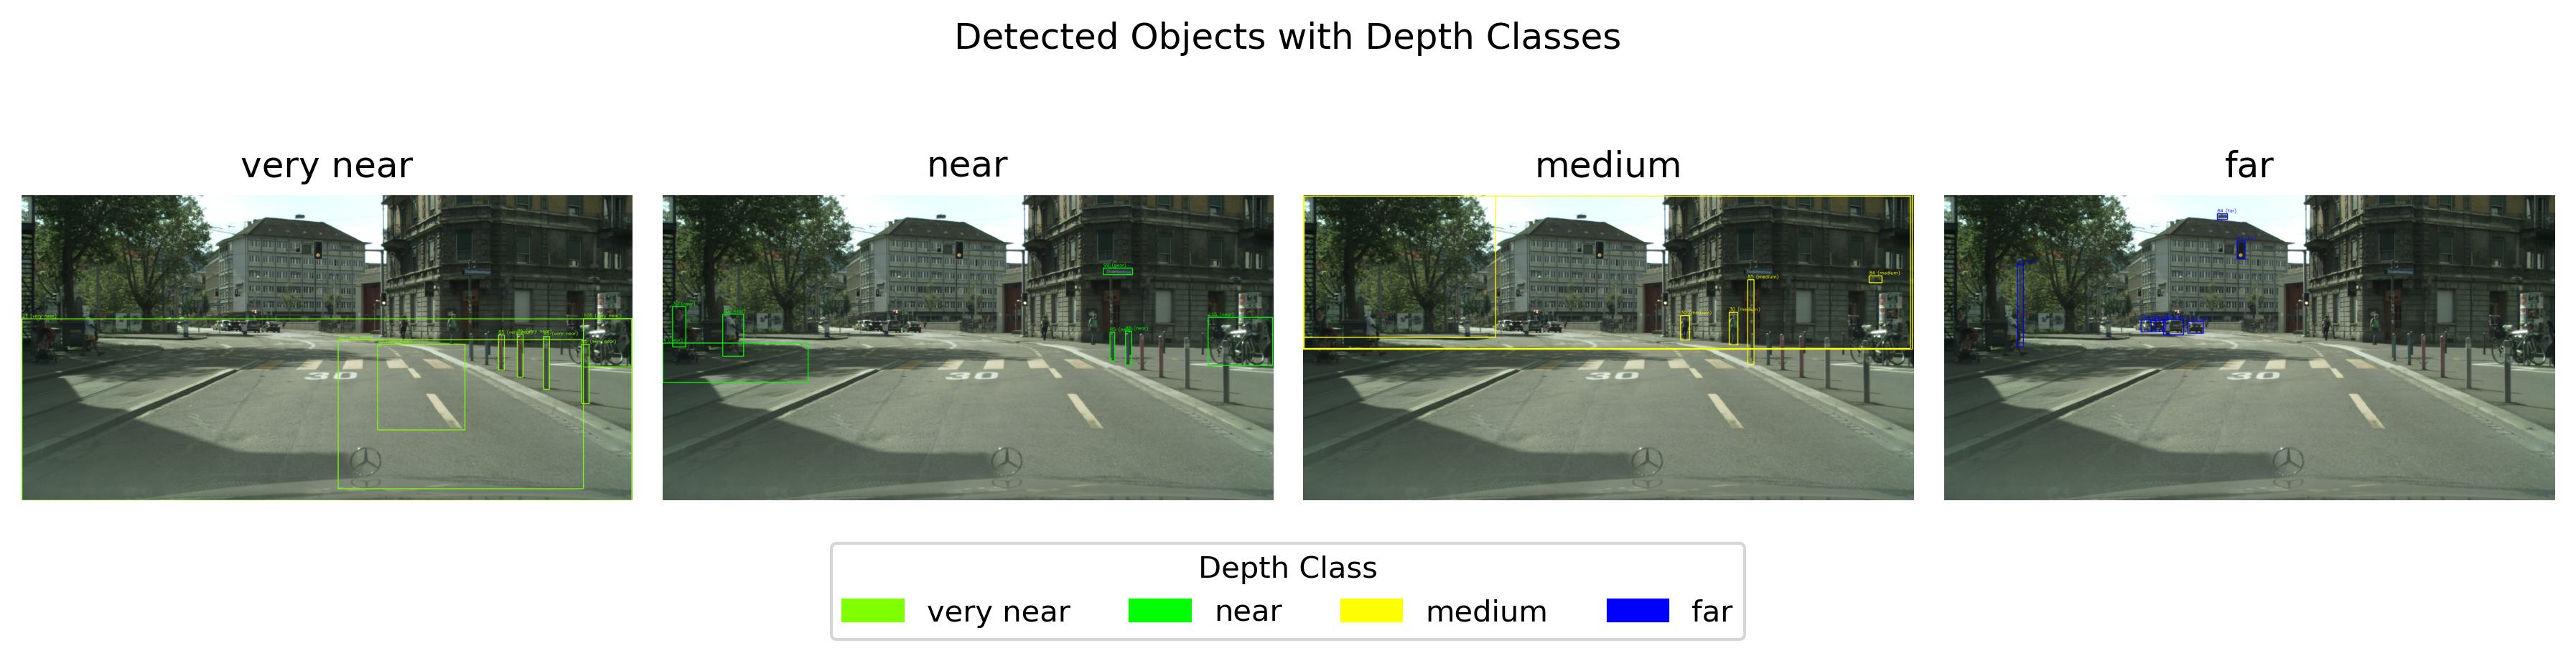 Detected Objects with Depth Classes
very near
near
medium
far
30
30
30
30
Depth Class
very near
near
medium
far